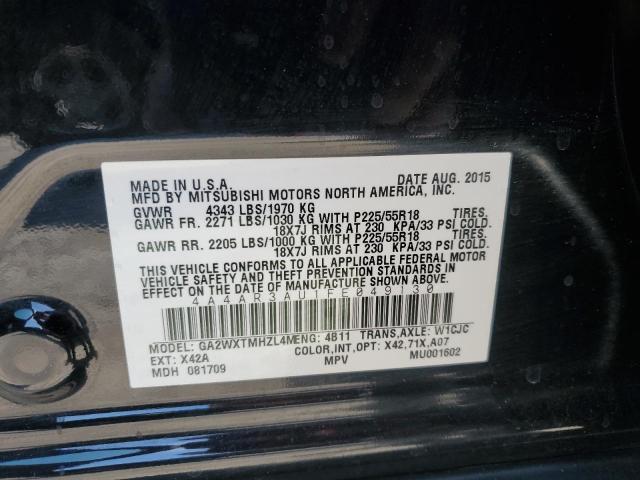 MADE IN U.S.A. DATE AUG. 2015
MFD BY MITSUBISHI MOTORS NORTH AMERICA, INC.
GVWR 4343 LBS/1970 KG
GAWR FR. 2271 LBS/1030 KG WITH P225/55R18 TIRES.
18X7J RIMS AT 230 KPA/33 PSI COLD.
GAWR RR. 2205 LBS/1000 KG WITH P225/55R18 TIRES.
18X7J RIMS AT 230 KPA/33 PSI COLD.
THIS VEHICLE CONFORMS TO ALL APPLICABLE FEDERAL MOTOR
VEHICLE SAFETY AND THEFT PREVENTION STANDARDS IN
EFFECT ON THE DATE OF MANUFACTURE SHOWN ABOVE.
4A4AR3AU1FE049130
MODEL: GA2WXTMHZL4MENG: 4B11 TRANS,AXLE: W1CJC
EXT: X42A COLOR,INT,OPT: X42,71X,A07
MDH 081709 MPV MU001602